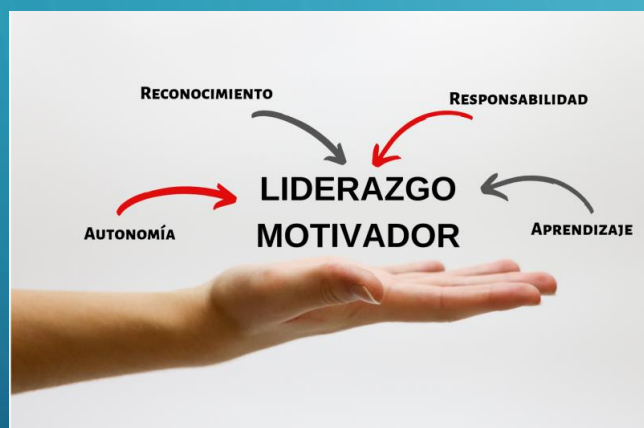 RECONOCIMIENTO
RESPONSABILIDAD
LIDERAZGO
MOTIVADOR
AUTONOMÍA
APRENDIZAJE